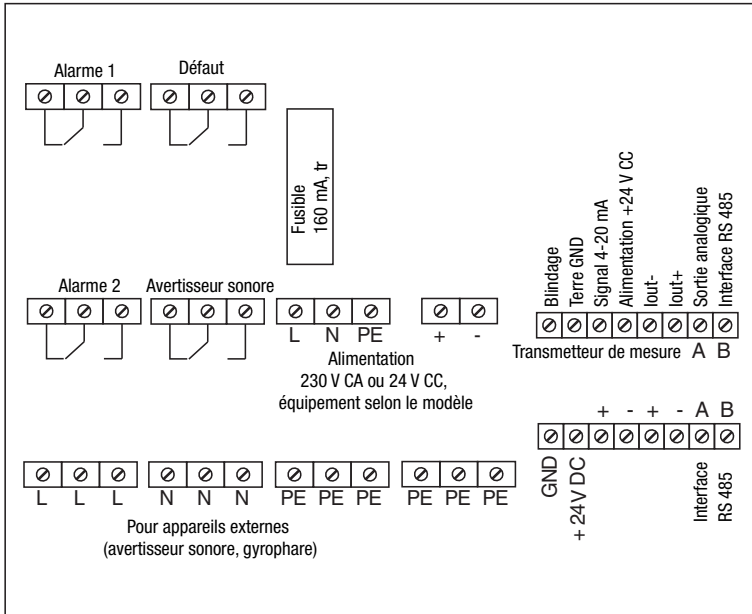 Alarme 1
Défaut
Fusible
160 mA, tr
Alarme 2
Avertisseur sonore
L N PE
Alimentation
230 V CA ou 24 V CC,
équipement selon le modèle
+ -
Blindage
Terre GND
Signal 4-20 mA
Alimentation +24 V CC
Iout-
Iout+
Sortie analogique
Interface RS 485
Transmetteur de mesure A B
+ - + - A B
GND
+ 24V DC
Interface
RS 485
L L L N N N PE PE PE PE PE PE
Pour appareils externes
(avertisseur sonore, gyrophare)